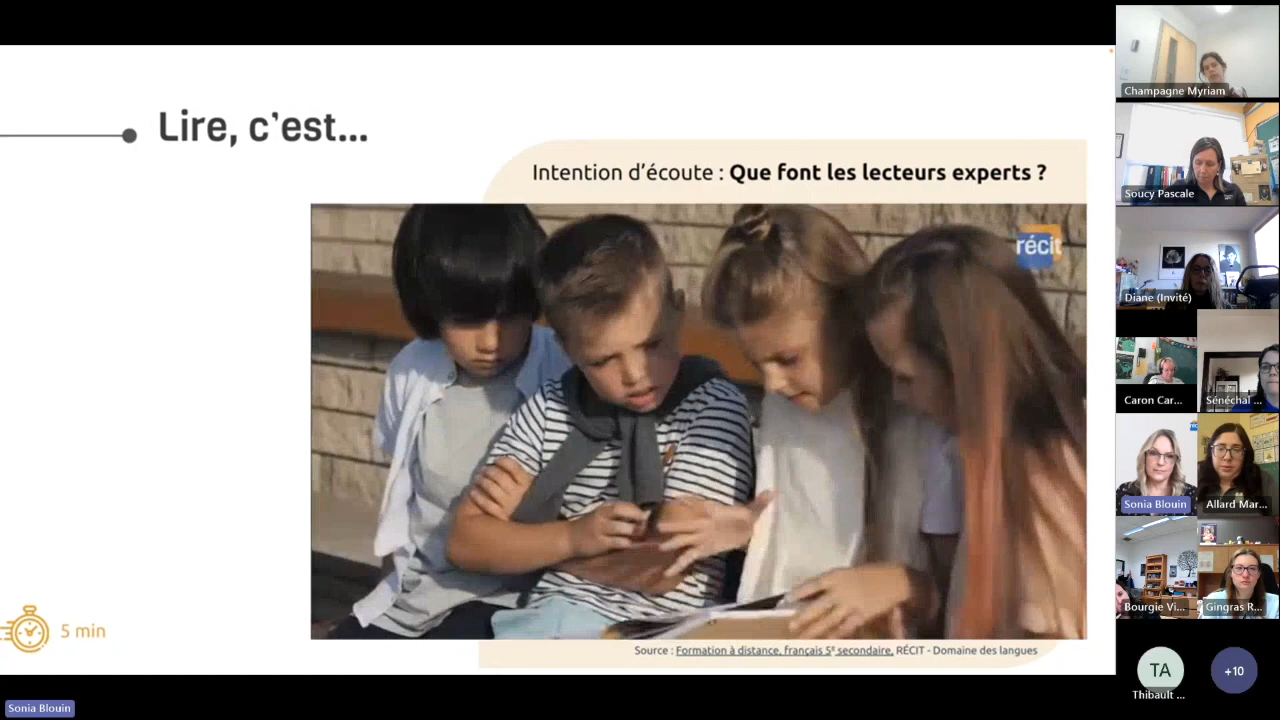 Lire, c'est...
Intention d'écoute : Que font les lecteurs experts ?
récit
5 min
Source : Formation à distance, français 5e secondaire, RÉCIT - Domaine des langues
Sonia Blouin
Champagne Myriam
Soucy Pascale
Diane (Invité)
Caron Car...
Sénéchal ...
Sonia Blouin
Allard Mar...
Bourgie Vi...
Gingras R...
TA
Thibault ...
+10